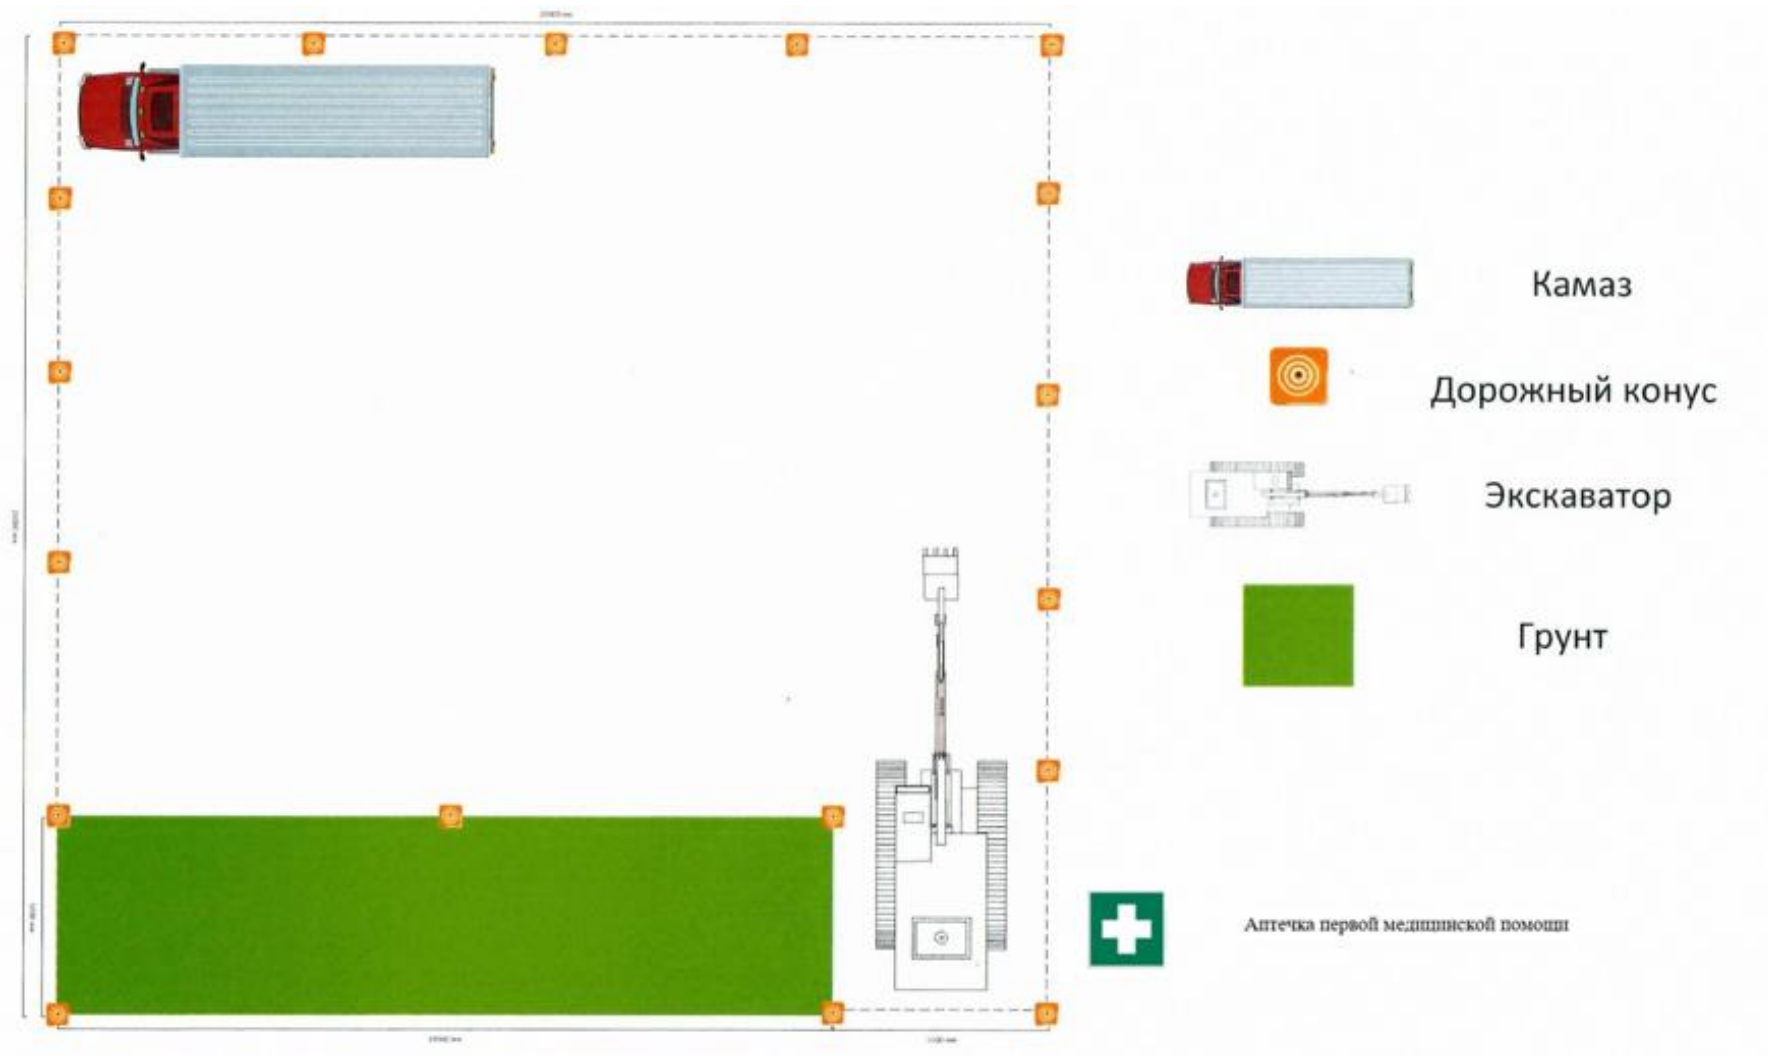 Камаз
Дорожный конус
Экскаватор
Грунт
Аптечка первой медицинской помощи